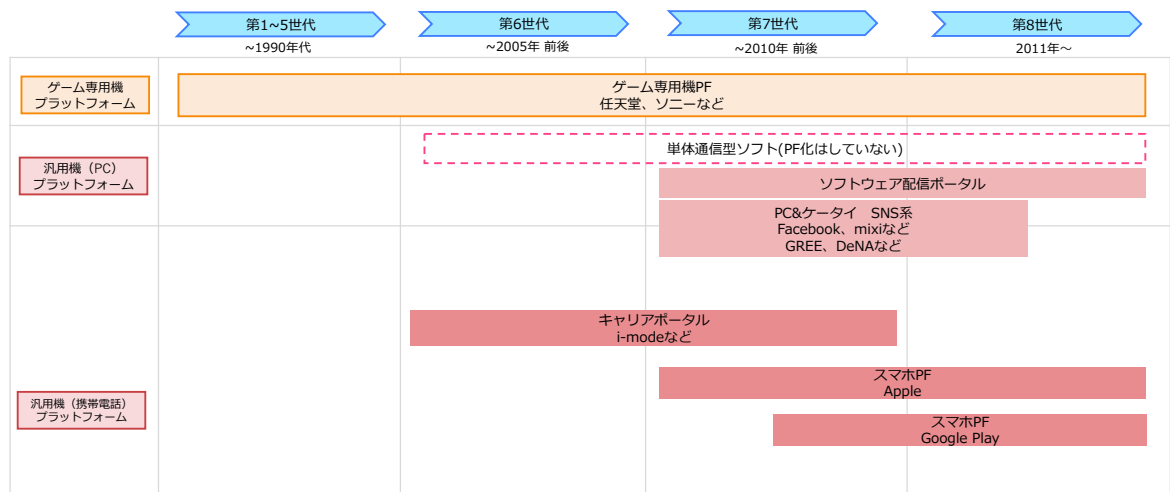 第1~5世代
第6世代
第7世代
第8世代
~1990年代
~2005年 前後
~2010年 前後
2011年~
ゲーム専用機
プラットフォーム
ゲーム専用機PF
任天堂、ソニーなど
汎用機（PC）
プラットフォーム
単体通信型ソフト(PF化はしていない)
ソフトウェア配信ポータル
PC&ケータイ　SNS系
Facebook、mixiなど
GREE、DeNAなど
キャリアポータル
i-modeなど
汎用機（携帯電話）
プラットフォーム
スマホPF
Apple
スマホPF
Google Play